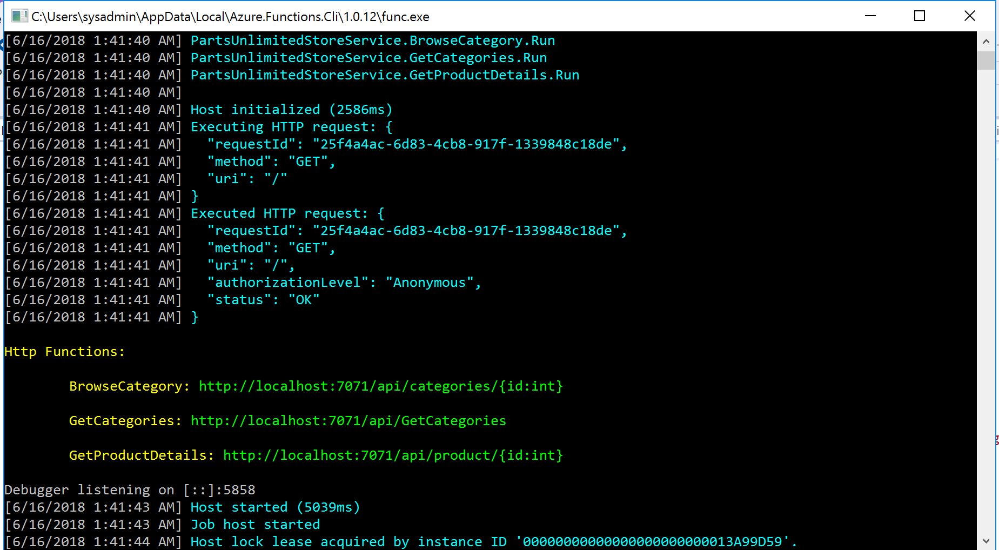 C:\Users\sysadmin\AppData\Local\Azure.Functions.Cli\1.0.12\func.exe
[6/16/2018 1:41:40 AM] PartsUnlimitedStoreService.BrowseCategory.Run
[6/16/2018 1:41:40 AM] PartsUnlimitedStoreService.GetCategories.Run
[6/16/2018 1:41:40 AM] PartsUnlimitedStoreService.GetProductDetails.Run
[6/16/2018 1:41:40 AM]
[6/16/2018 1:41:40 AM] Host initialized (2586ms)
[6/16/2018 1:41:41 AM] Executing HTTP request: {
[6/16/2018 1:41:41 AM]   "requestId": "25f4a4ac-6d83-4cb8-917f-1339848c18de",
[6/16/2018 1:41:41 AM]   "method": "GET",
[6/16/2018 1:41:41 AM]   "uri": "/"
[6/16/2018 1:41:41 AM] }
[6/16/2018 1:41:41 AM] Executed HTTP request: {
[6/16/2018 1:41:41 AM]   "requestId": "25f4a4ac-6d83-4cb8-917f-1339848c18de",
[6/16/2018 1:41:41 AM]   "method": "GET",
[6/16/2018 1:41:41 AM]   "uri": "/",
[6/16/2018 1:41:41 AM]   "authorizationLevel": "Anonymous",
[6/16/2018 1:41:41 AM]   "status": "OK"
[6/16/2018 1:41:41 AM] }
Http Functions:
BrowseCategory: http://localhost:7071/api/categories/{id:int}
GetCategories: http://localhost:7071/api/GetCategories
GetProductDetails: http://localhost:7071/api/product/{id:int}
Debugger listening on [::]:5858
[6/16/2018 1:41:43 AM] Host started (5039ms)
[6/16/2018 1:41:43 AM] Job host started
[6/16/2018 1:41:44 AM] Host lock lease acquired by instance ID '00000000000000000000000013A99D59'.